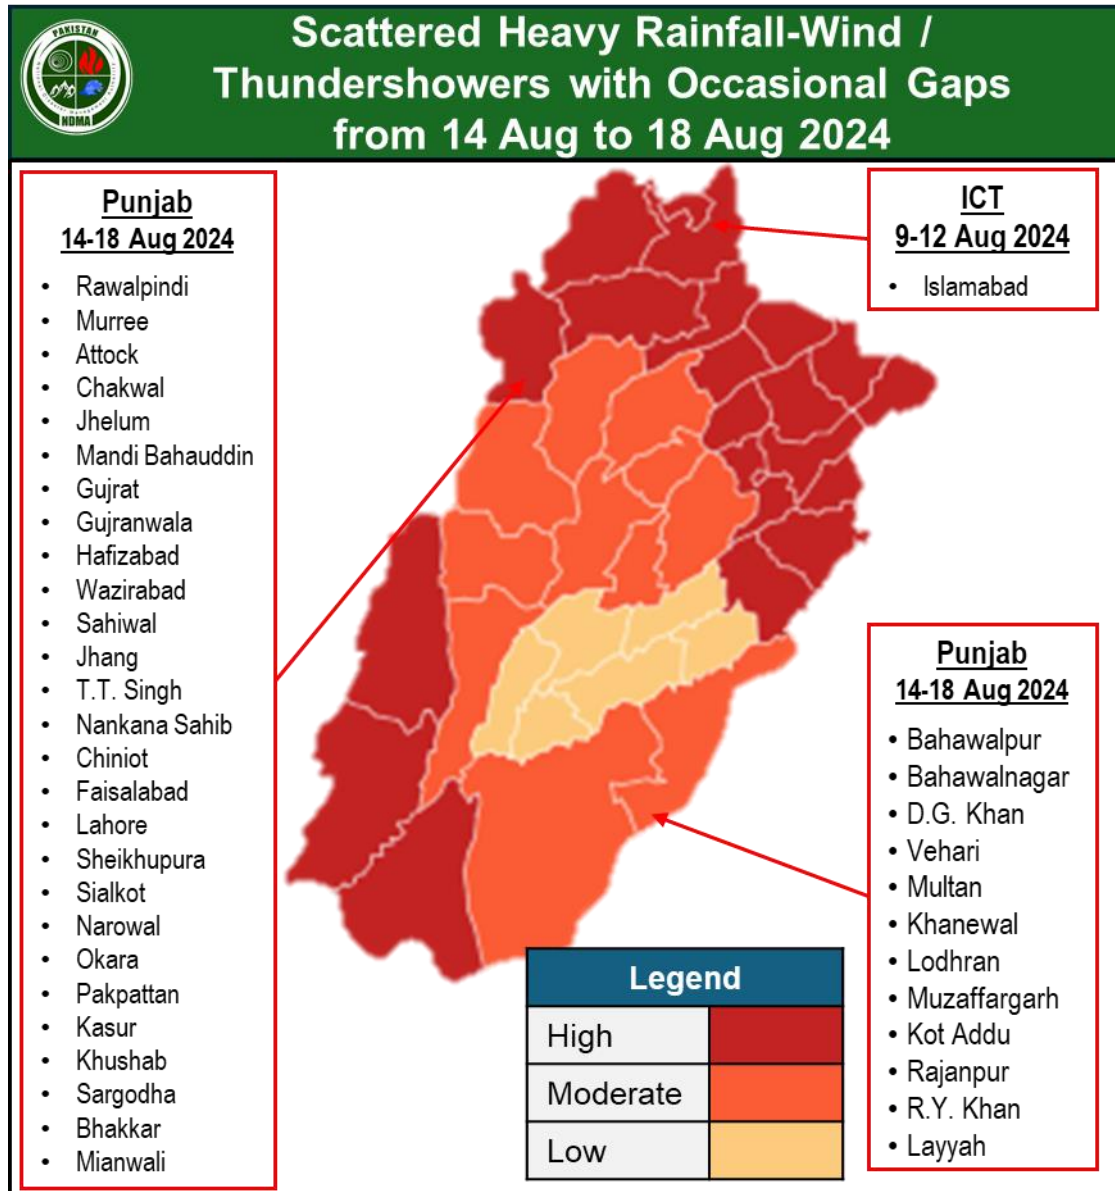 PAKISTAN
NDMA
Scattered Heavy Rainfall-Wind /
Thundershowers with Occasional Gaps
from 14 Aug to 18 Aug 2024
Punjab
14-18 Aug 2024
• Rawalpindi
• Murree
• Attock
• Chakwal
• Jhelum
• Mandi Bahauddin
• Gujrat
• Gujranwala
• Hafizabad
• Wazirabad
• Sahiwal
• Jhang
• T.T. Singh
• Nankana Sahib
• Chiniot
• Faisalabad
• Lahore
• Sheikhupura
• Sialkot
• Narowal
• Okara
• Pakpattan
• Kasur
• Khushab
• Sargodha
• Bhakkar
• Mianwali
ICT
9-12 Aug 2024
• Islamabad
Punjab
14-18 Aug 2024
• Bahawalpur
• Bahawalnagar
• D.G. Khan
• Vehari
• Multan
• Khanewal
• Lodhran
• Muzaffargarh
• Kot Addu
• Rajanpur
• R.Y. Khan
• Layyah
Legend
High
Moderate
Low